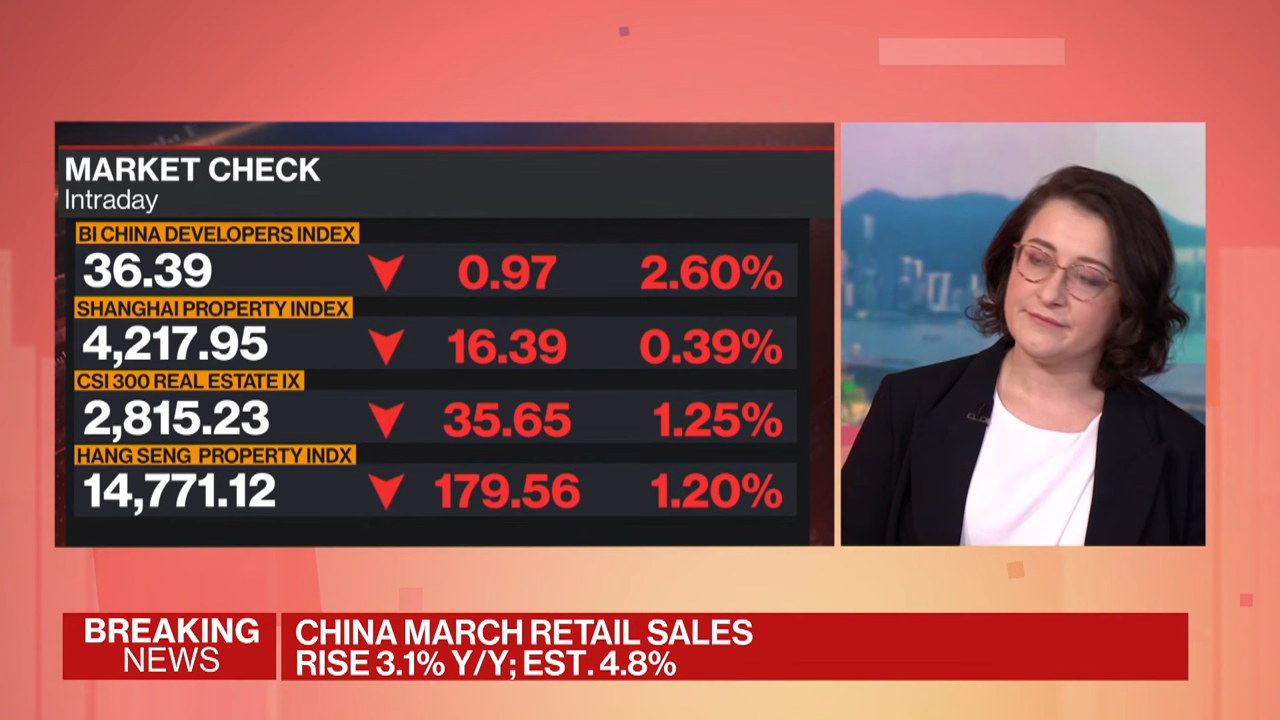 MARKET CHECK
Intraday
BI CHINA DEVELOPERS INDEX
36.39 0.97 2.60%
SHANGHAI PROPERTY INDEX
4,217.95 16.39 0.39%
CSI 300 REAL ESTATE IX
2,815.23 35.65 1.25%
HANG SENG PROPERTY INDX
14,771.12 179.56 1.20%
BREAKING
NEWS
CHINA MARCH RETAIL SALES
RISE 3.1% Y/Y; EST. 4.8%